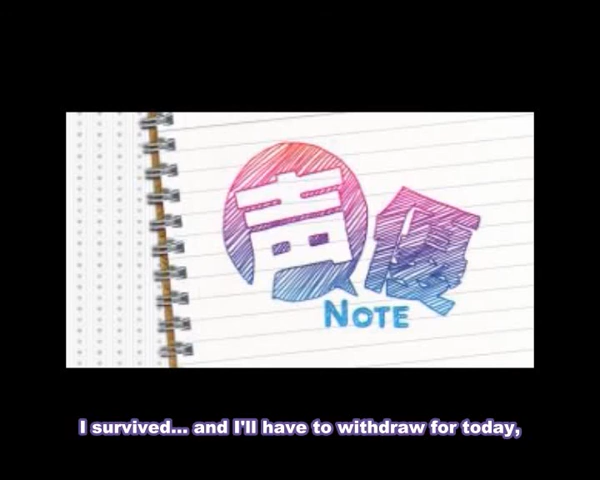 声優
NOTE
I survived... and I'll have to withdraw for today,